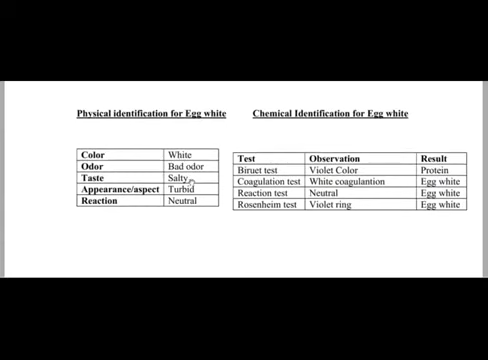 Physical identification for Egg white
Chemical Identification for Egg white
Color White
Odor Bad odor
Taste Salty
Appearance/aspect Turbid
Reaction Neutral
Test Observation Result
Biruet test Violet Color Protein
Coagulation test White coagulantion Egg white
Reaction test Neutral Egg white
Rosenheim test Violet ring Egg white